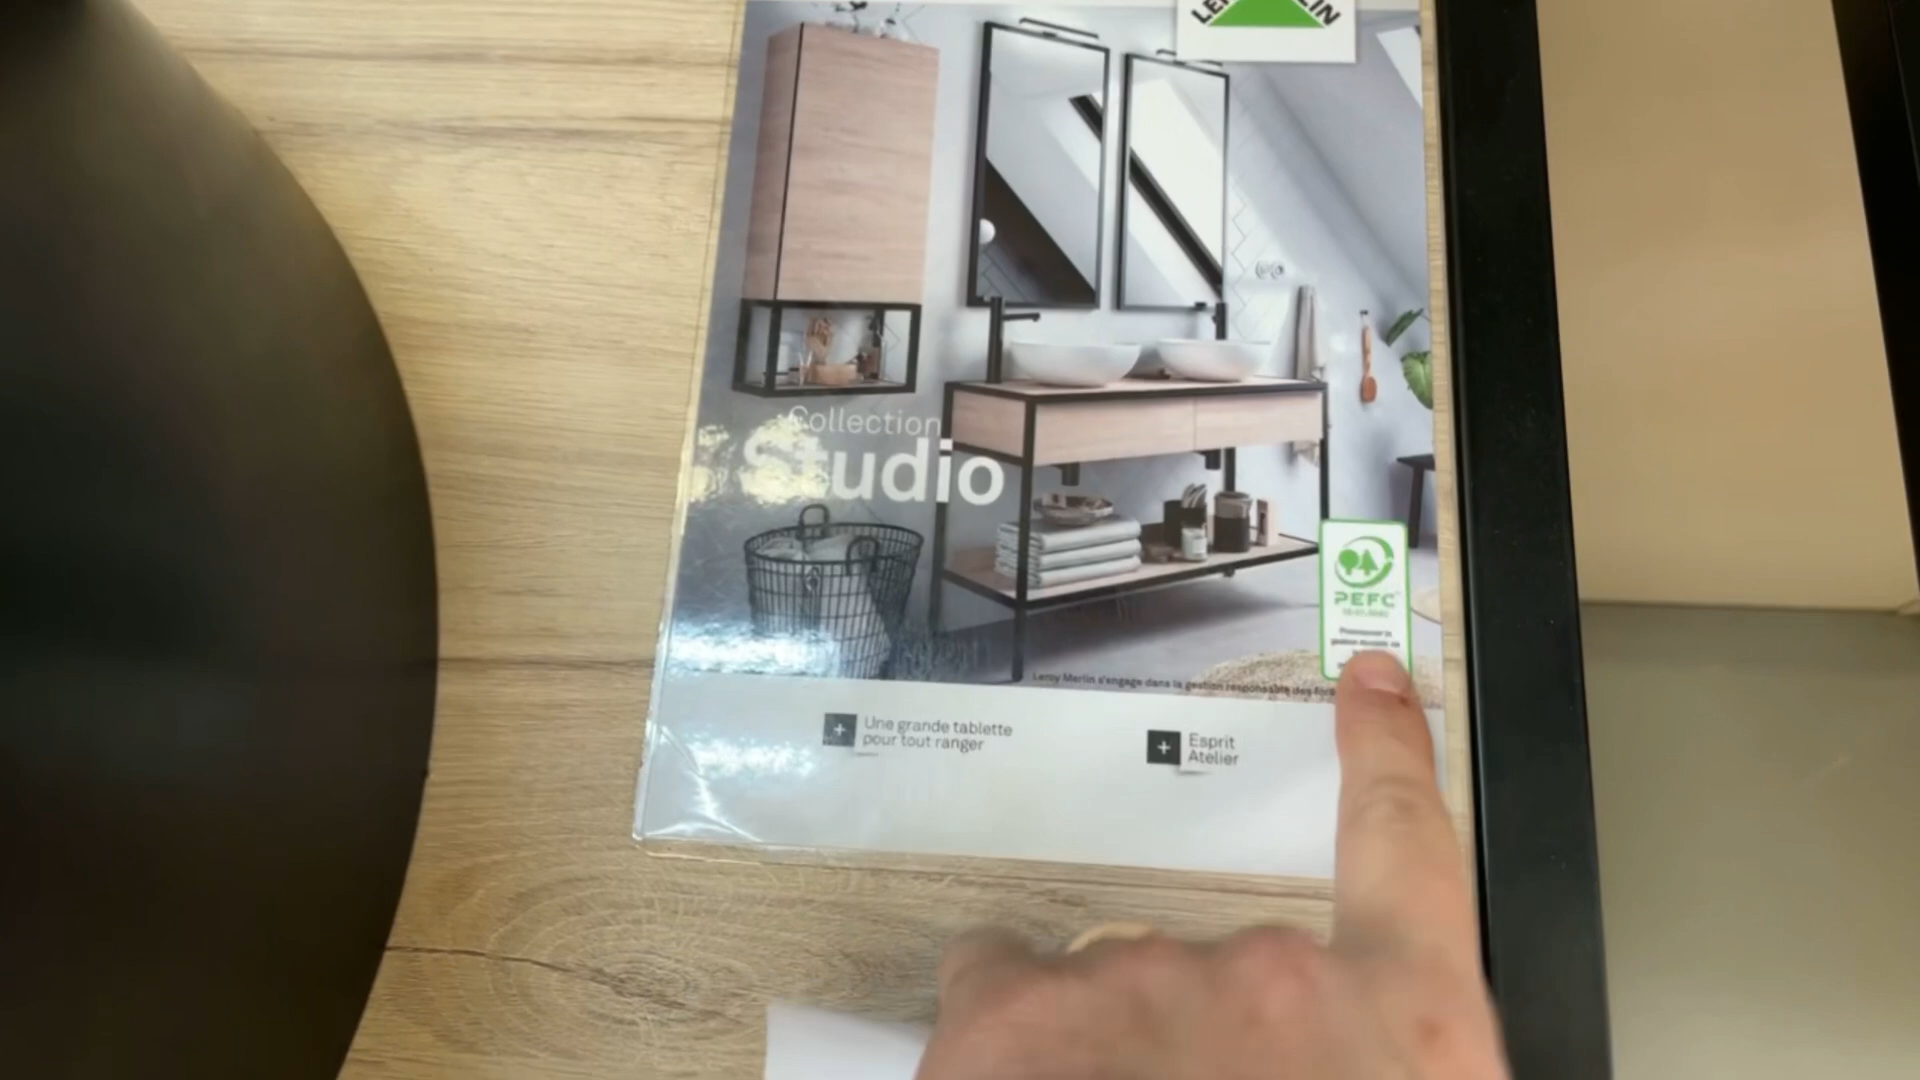 Collection
Studio
PEFC
Leroy Merlin s'engage dans la gestion responsable des
Une grande tablette
pour tout ranger
Esprit
Atelier